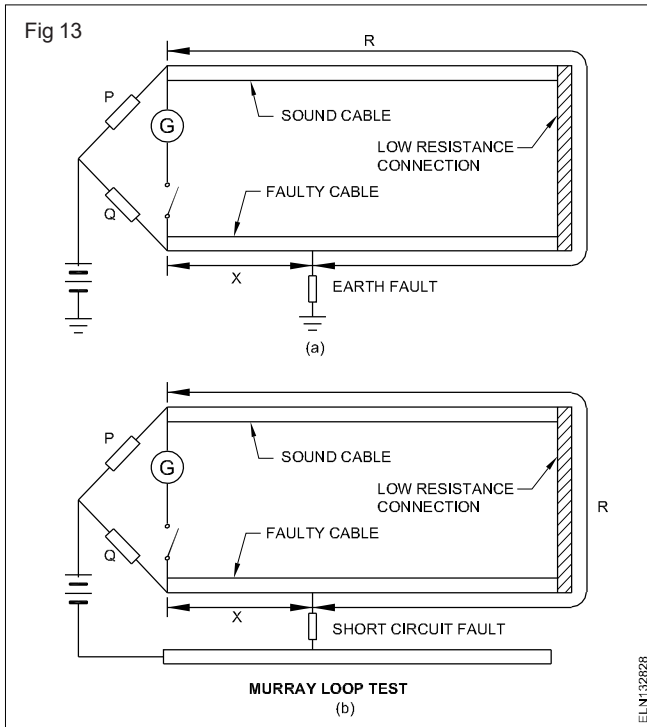 Fig 13
R
P
SOUND CABLE
G
LOW RESISTANCE
CONNECTION
FAULTY CABLE
Q
X
EARTH FAULT
(a)
P
SOUND CABLE
G
LOW RESISTANCE
CONNECTION
R
FAULTY CABLE
Q
X
SHORT CIRCUIT FAULT
MURRAY LOOP TEST
(b)
ELN132828